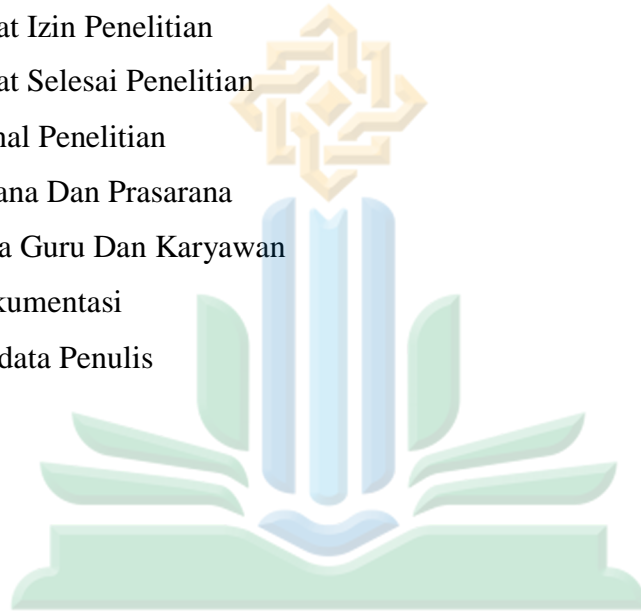 at Izin Penelitian
at Selesai Penelitian
nal Penelitian
ana Dan Prasarana
a Guru Dan Karyawan
kumentasi
data Penulis